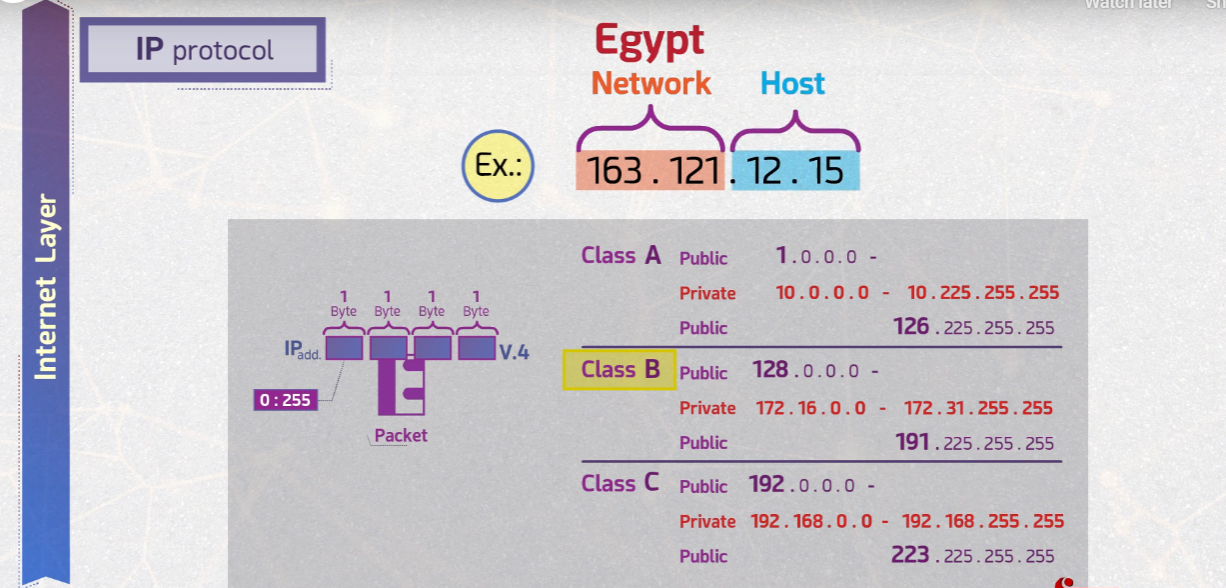 Watch later
IP protocol
Egypt
Network Host
Ex.: 163 . 121 . 12 . 15
Internet Layer
1 1 1 1
Byte Byte Byte Byte
IP add. V.4
0 : 255
Packet
Class A Public 1 . 0 . 0 . 0 -
Private 10 . 0 . 0 . 0 - 10 . 225 . 255 . 255
Public 126 . 225 . 255 . 255
Class B Public 128 . 0 . 0 . 0 -
Private 172 . 16 . 0 . 0 - 172 . 31 . 255 . 255
Public 191 . 225 . 255 . 255
Class C Public 192 . 0 . 0 . 0 -
Private 192 . 168 . 0 . 0 - 192 . 168 . 255 . 255
Public 223 . 225 . 255 . 255